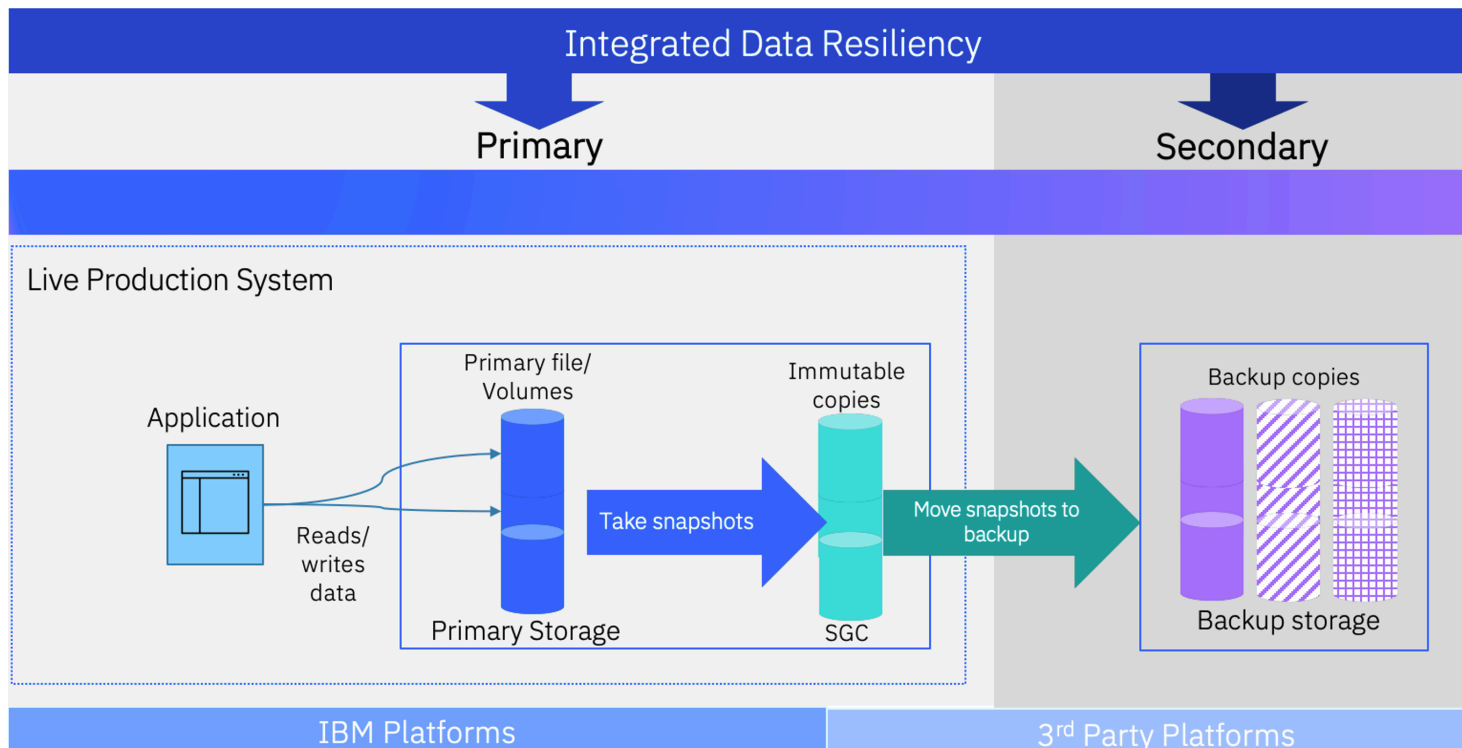 Integrated Data Resiliency
Primary
Secondary
Live Production System
Application
Reads/
writes
data
Primary file/
Volumes
Primary Storage
Take snapshots
Immutable
copies
SGC
Move snapshots to
backup
Backup copies
Backup storage
IBM Platforms
3rd Party Platforms